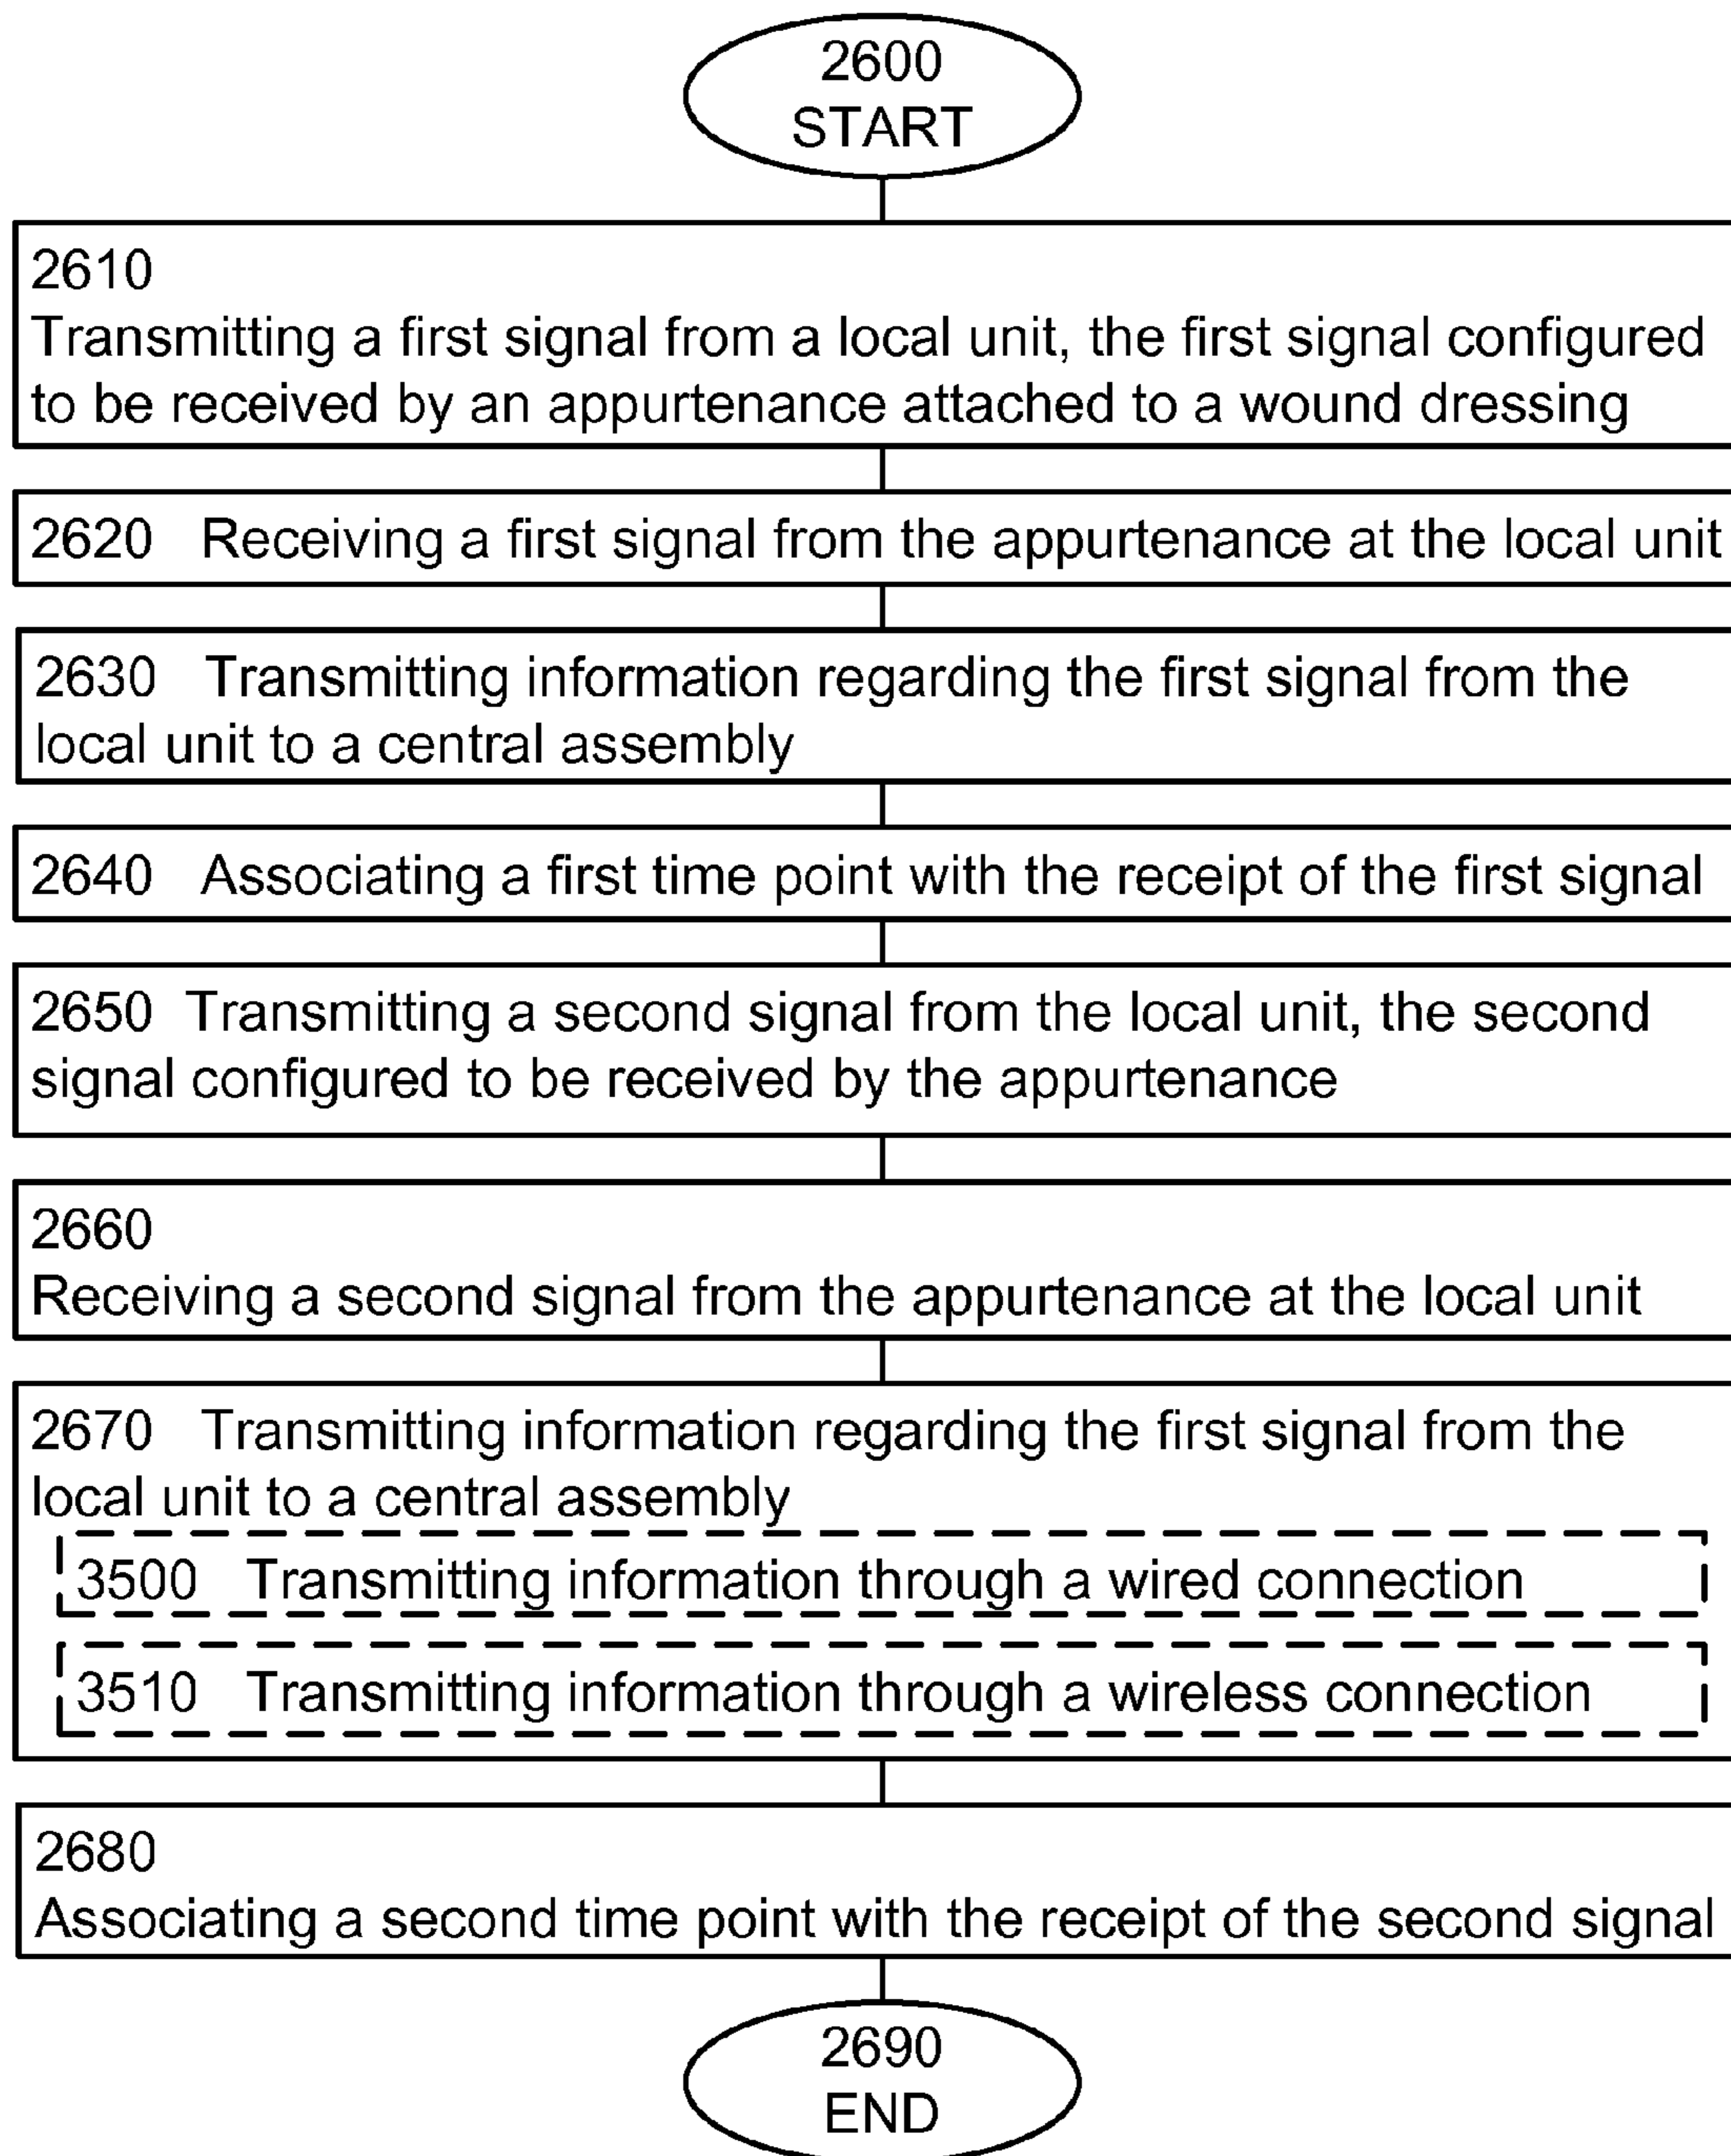 2600
START
2610
Transmitting a first signal from a local unit, the first signal configured
to be received by an appurtenance attached to a wound dressing
2620 Receiving a first signal from the appurtenance at the local unit
2630 Transmitting information regarding the first signal from the
local unit to a central assembly
2640 Associating a first time point with the receipt of the first signal
2650 Transmitting a second signal from the local unit, the second
signal configured to be received by the appurtenance
2660
Receiving a second signal from the appurtenance at the local unit
2670 Transmitting information regarding the first signal from the
local unit to a central assembly
3500 Transmitting information through a wired connection
3510 Transmitting information through a wireless connection
2680
Associating a second time point with the receipt of the second signal
2690
END